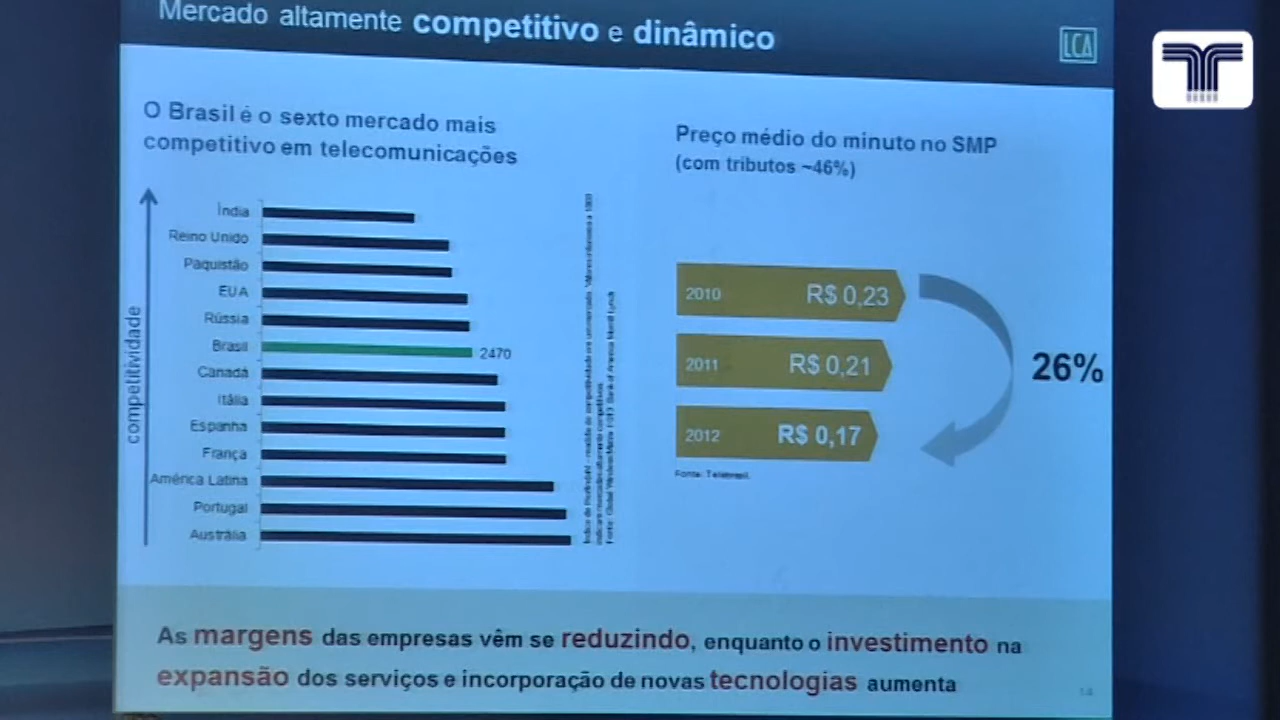 Mercado altamente competitivo e dinâmico
LCA
O Brasil é o sexto mercado mais
competitivo em telecomunicações
competitividade
Índia
Reino Unido
Paquistão
EUA
Rússia
Brasil 2470
Canadá
Itália
Espanha
França
América Latina
Portugal
Austrália
Preço médio do minuto no SMP
(com tributos ~46%)
2010 R$ 0,23
2011 R$ 0,21
2012 R$ 0,17
26%
Fonte: Telebrasil.
As margens das empresas vêm se reduzindo, enquanto o investimento na
expansão dos serviços e incorporação de novas tecnologias aumenta
14